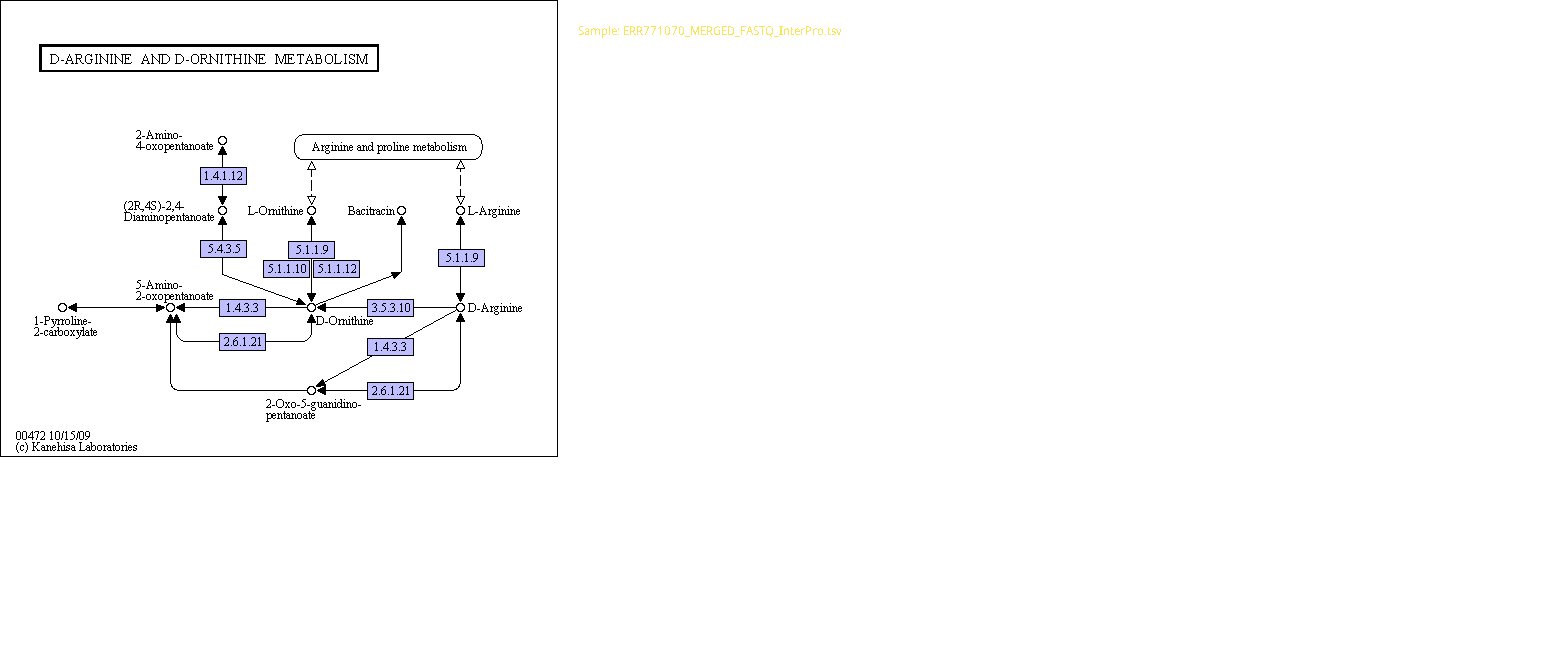 Sample: ERR771070_MERGED_FASTQ_InterPro.tsv
D-ARGININE AND D-ORNITHINE METABOLISM
2-Amino-
4-oxopentanoate
Arginine and proline metabolism
1.4.1.12
(2R,4S)-2,4-
Diaminopentanoate
L-Ornithine
Bacitracin
L-Arginine
5.4.3.5
5.1.1.9
5.1.1.9
5.1.1.10
5.1.1.12
5-Amino-
2-oxopentanoate
1.4.3.3
3.5.3.10
D-Arginine
1-Pyrroline-
2-carboxylate
D-Ornithine
2.6.1.21
1.4.3.3
2.6.1.21
2-Oxo-5-guanidino-
pentanoate
00472 10/15/09
(c) Kanehisa Laboratories